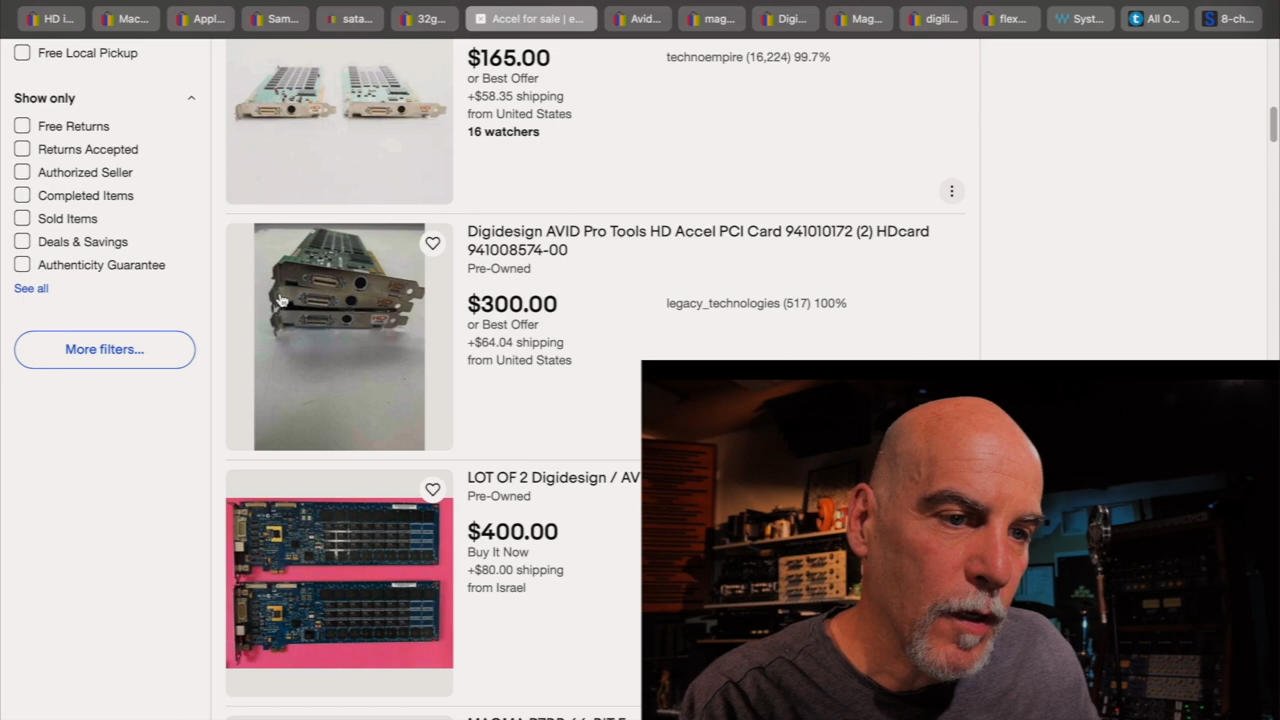 HD i...
Mac...
Appl...
Sam...
sata...
32g...
Accel for sale | e...
Avid...
mag...
Digi...
Mag...
digili...
flex...
Syst...
All O...
8-ch...
Free Local Pickup
Show only
Free Returns
Returns Accepted
Authorized Seller
Completed Items
Sold Items
Deals & Savings
Authenticity Guarantee
See all
More filters...
$165.00
technoempire (16,224) 99.7%
or Best Offer
+$58.35 shipping
from United States
16 watchers
Digidesign AVID Pro Tools HD Accel PCI Card 941010172 (2) HDcard
941008574-00
Pre-Owned
$300.00
legacy_technologies (517) 100%
or Best Offer
+$64.04 shipping
from United States
LOT OF 2 Digidesign / AV
Pre-Owned
$400.00
Buy It Now
+$80.00 shipping
from Israel